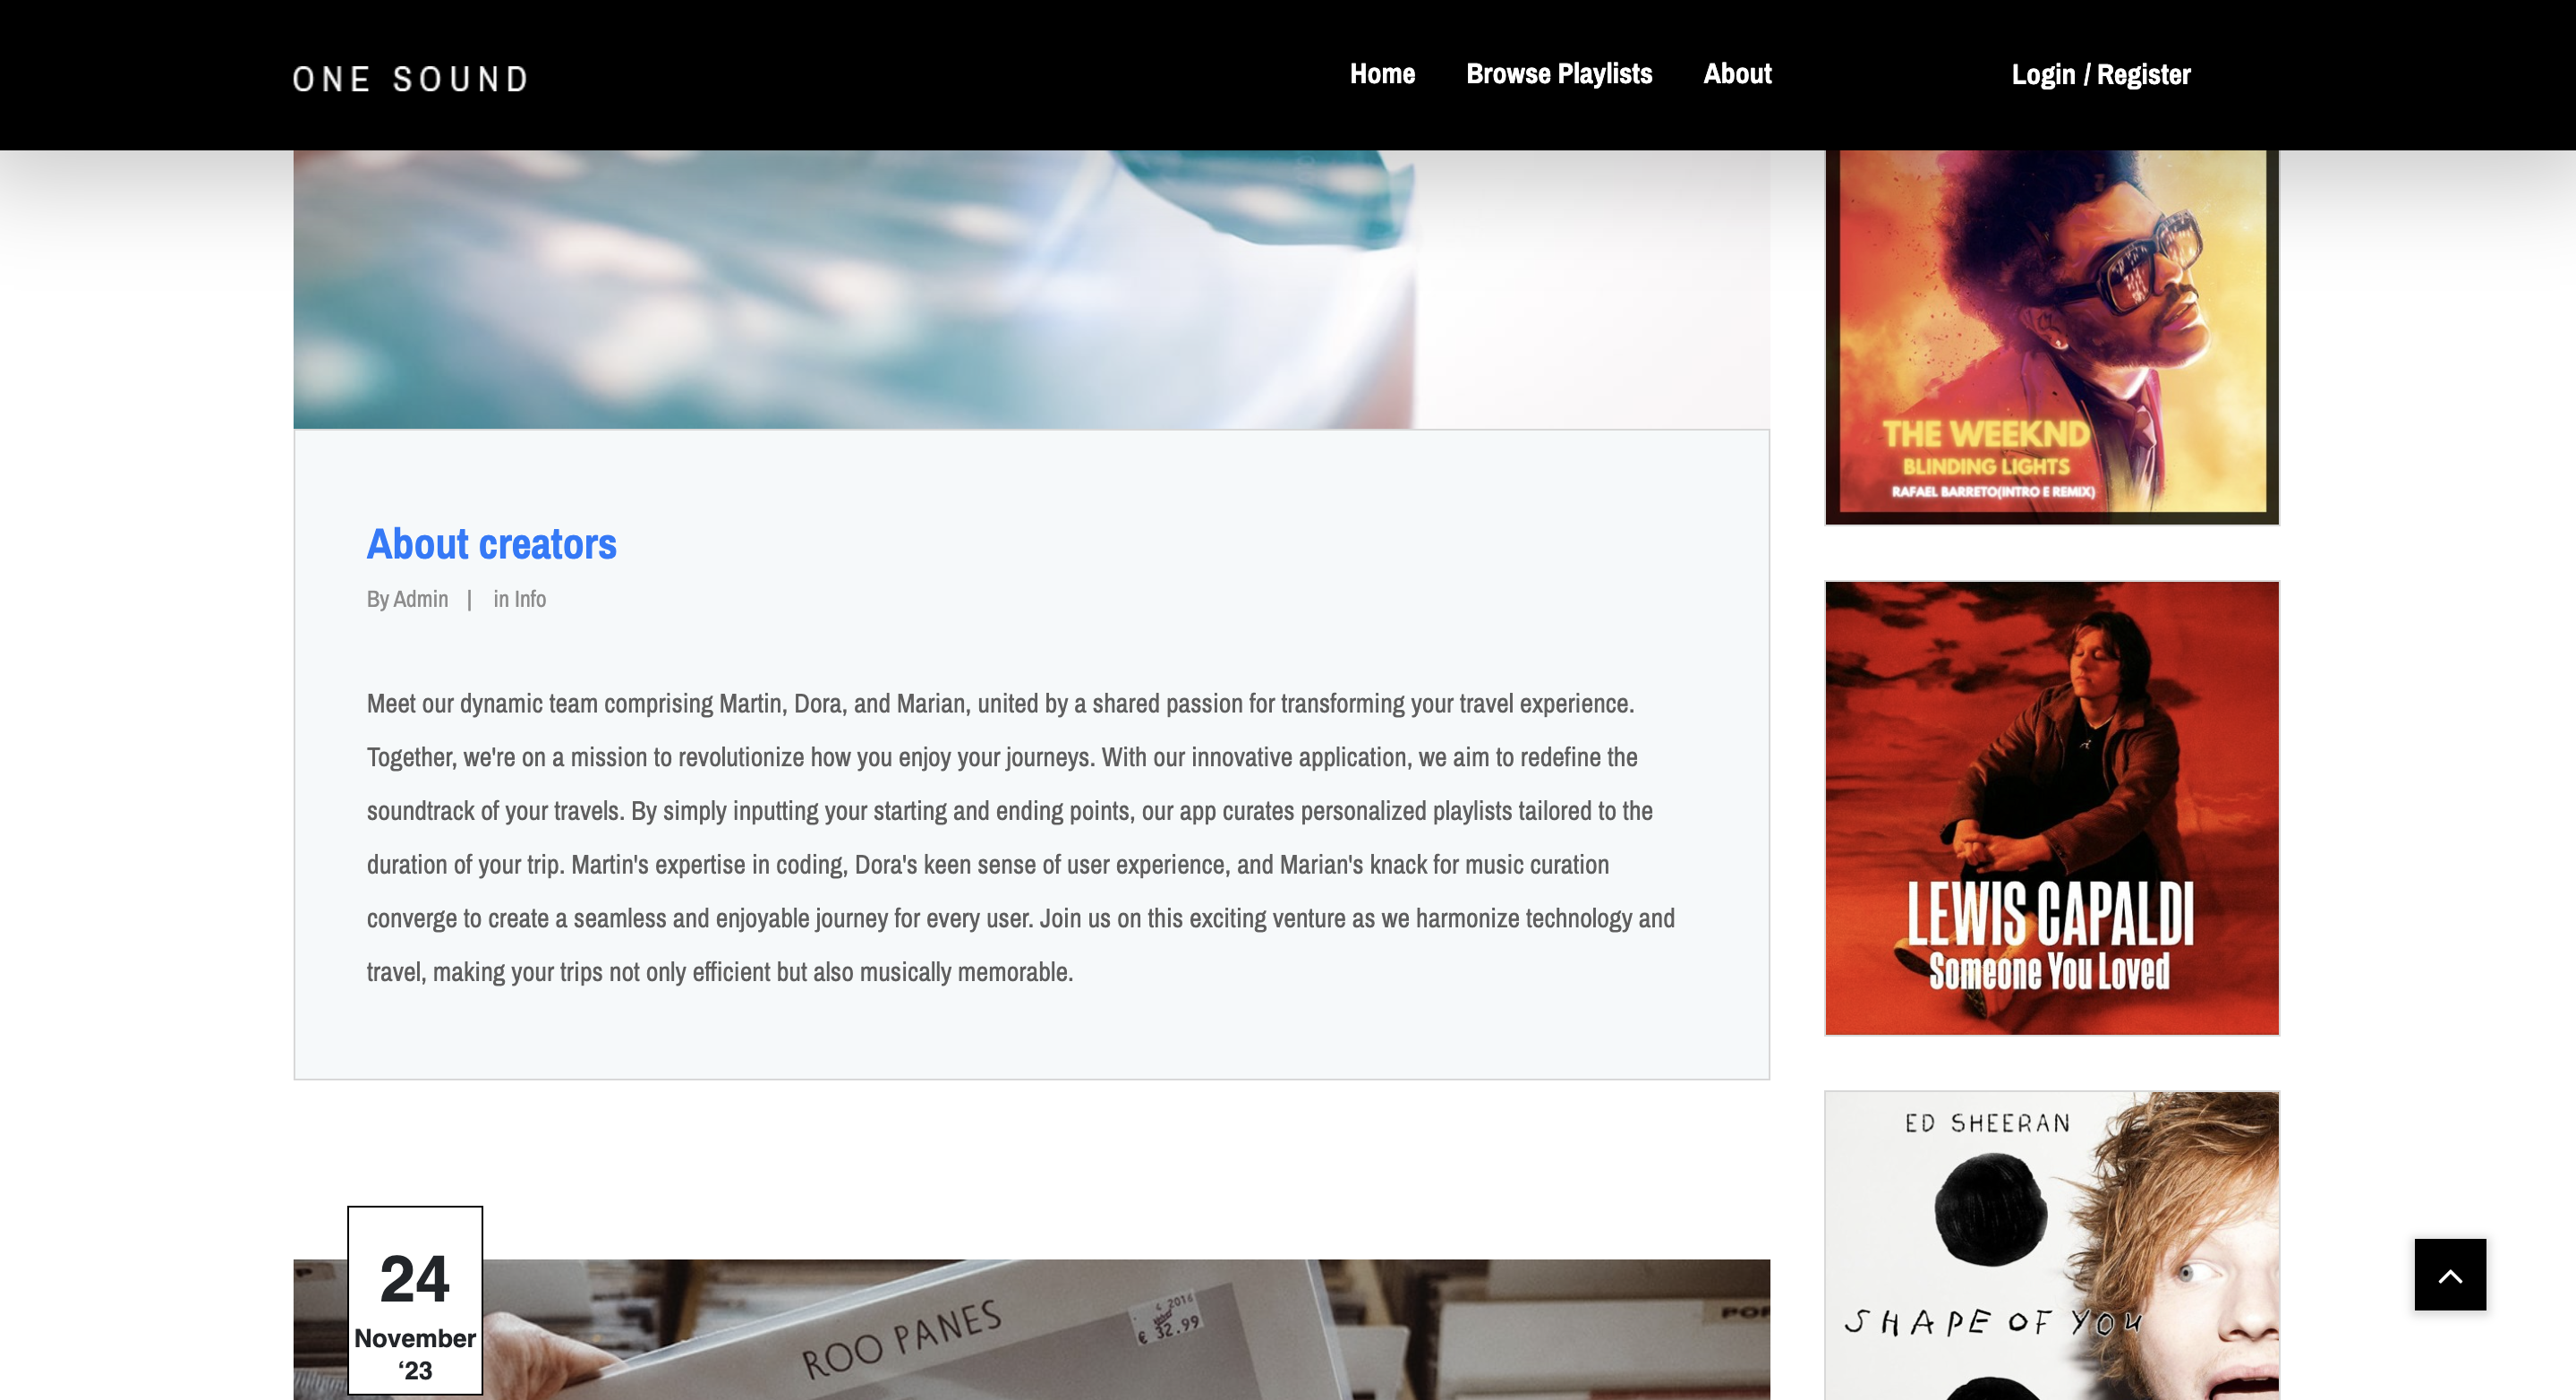 ONE SOUND
Home
Browse Playlists
About
Login / Register
THE WEEKND
BLINDING LIGHTS
RAFAEL BARRETO(INTRO E REMIX)
About creators
By Admin | in Info
Meet our dynamic team comprising Martin, Dora, and Marian, united by a shared passion for transforming your travel experience.
Together, we're on a mission to revolutionize how you enjoy your journeys. With our innovative application, we aim to redefine the
soundtrack of your travels. By simply inputting your starting and ending points, our app curates personalized playlists tailored to the
duration of your trip. Martin's expertise in coding, Dora's keen sense of user experience, and Marian's knack for music curation
converge to create a seamless and enjoyable journey for every user. Join us on this exciting venture as we harmonize technology and
travel, making your trips not only efficient but also musically memorable.
LEWIS CAPALDI
Someone You Loved
ED SHEERAN
SHAPE OF YOU
24
November
‘23
ROO PANES
2016
€ 32.99